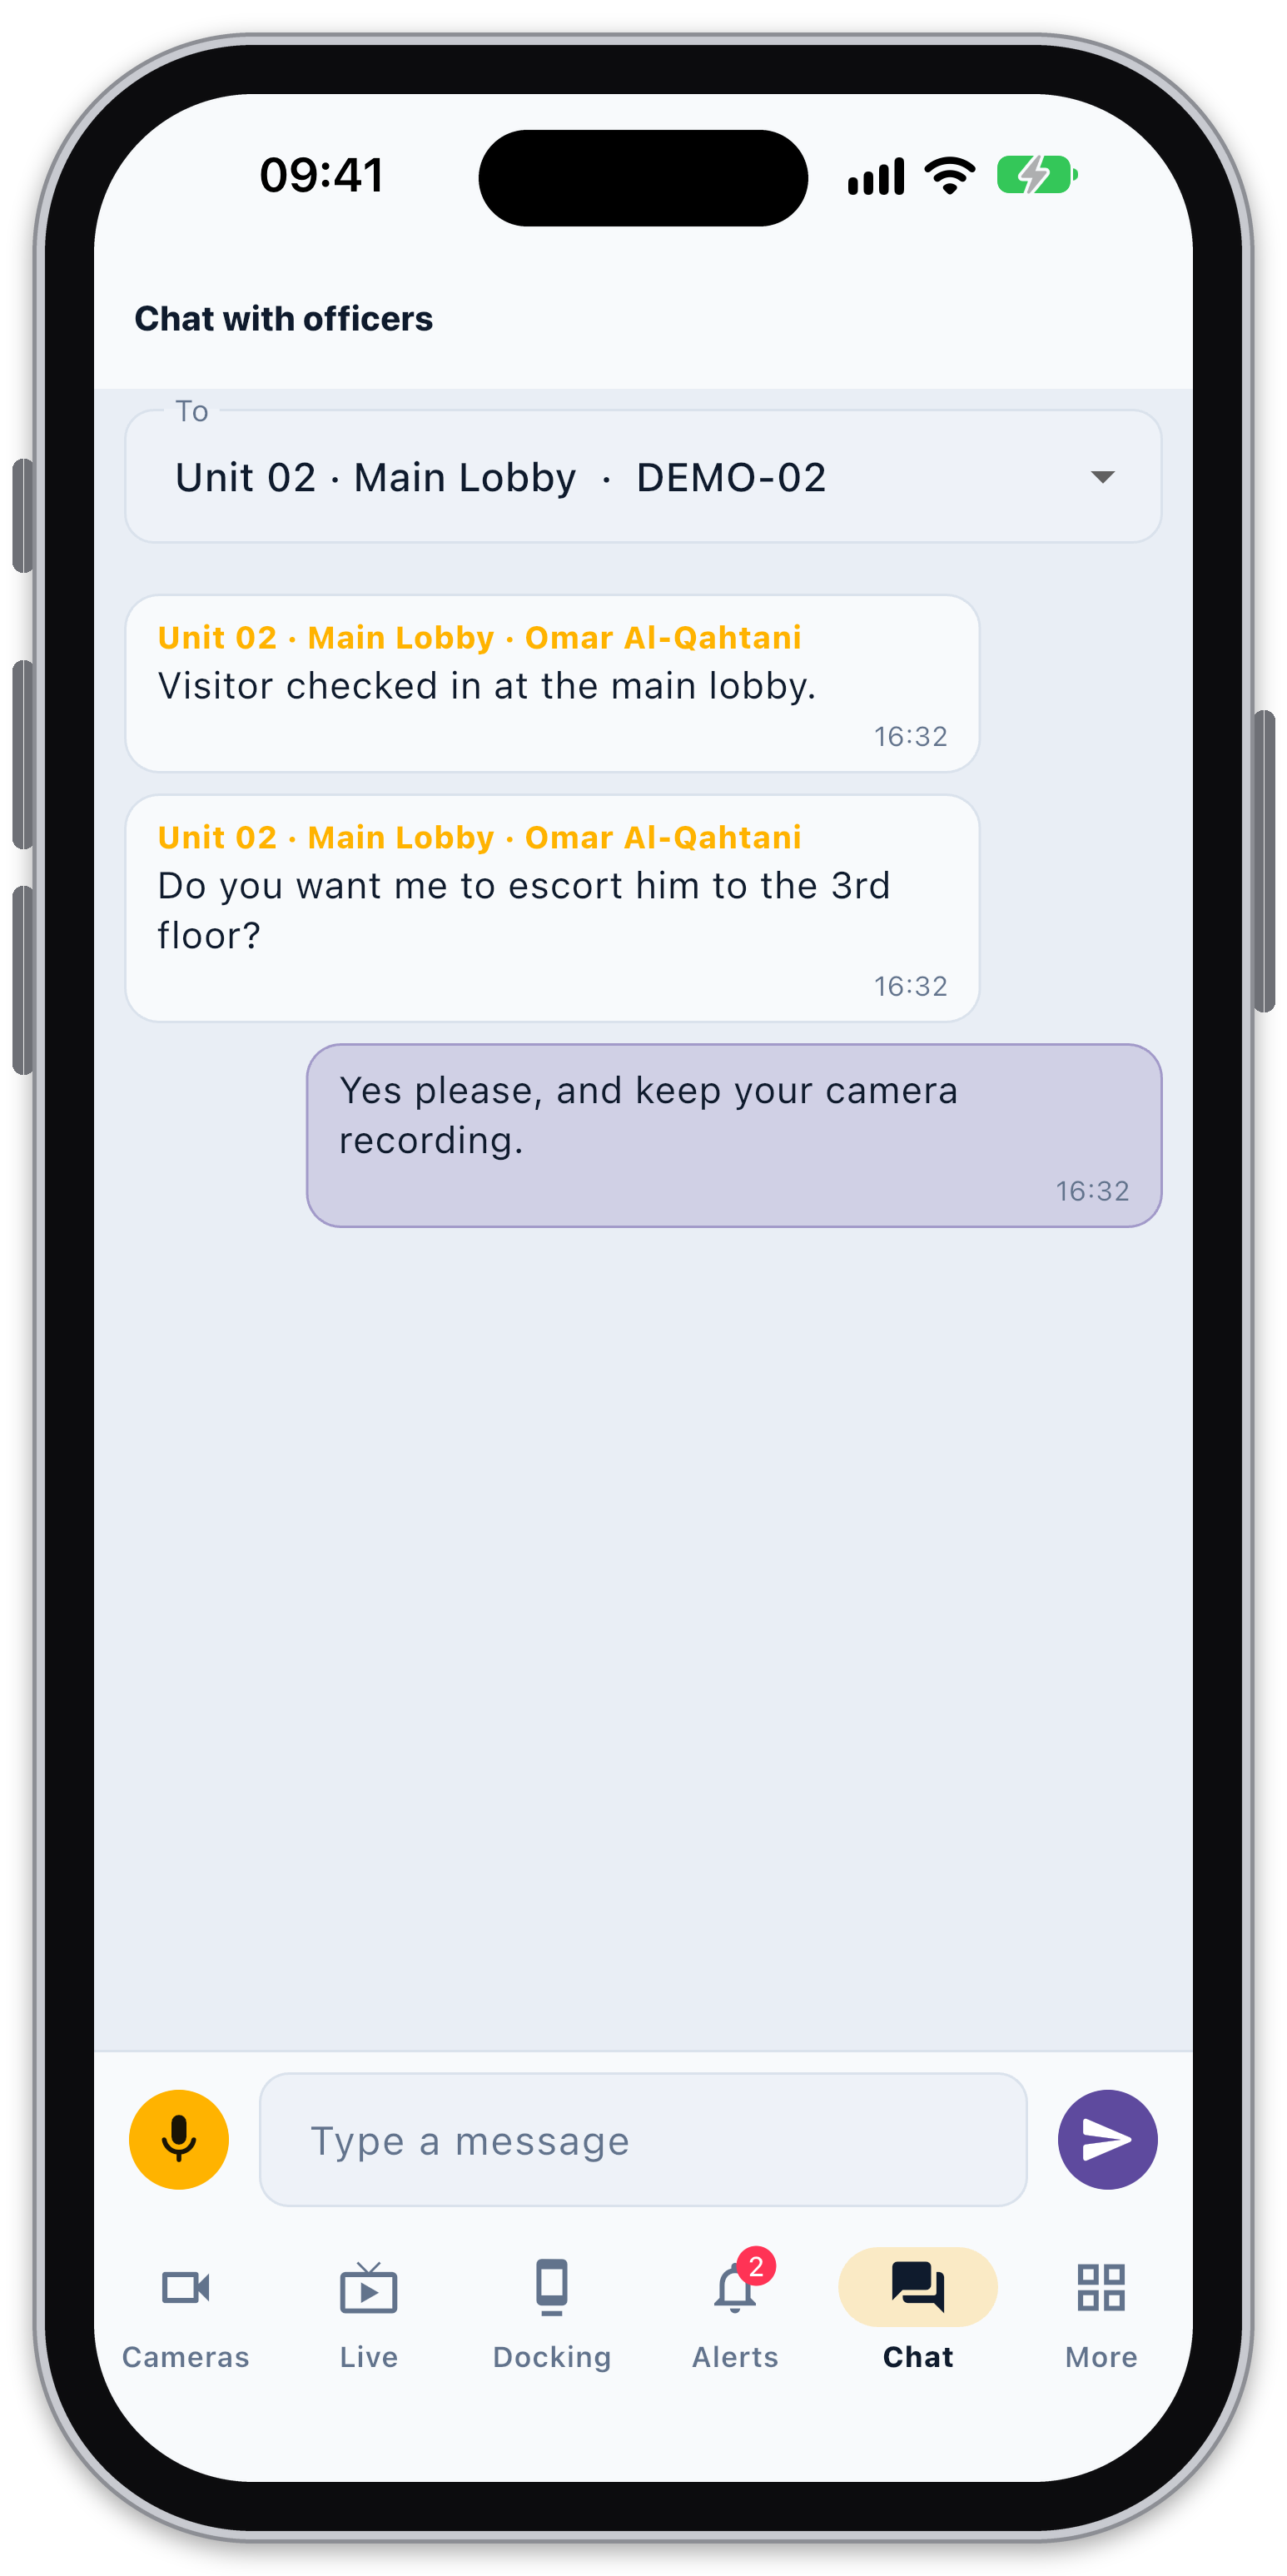 09:41
Chat with officers
To
Unit 02 · Main Lobby · DEMO-02
Unit 02 · Main Lobby · Omar Al-Qahtani
Visitor checked in at the main lobby.
16:32
Unit 02 · Main Lobby · Omar Al-Qahtani
Do you want me to escort him to the 3rd
floor?
16:32
Yes please, and keep your camera
recording.
16:32
Type a message
2
Cameras Live Docking Alerts Chat More